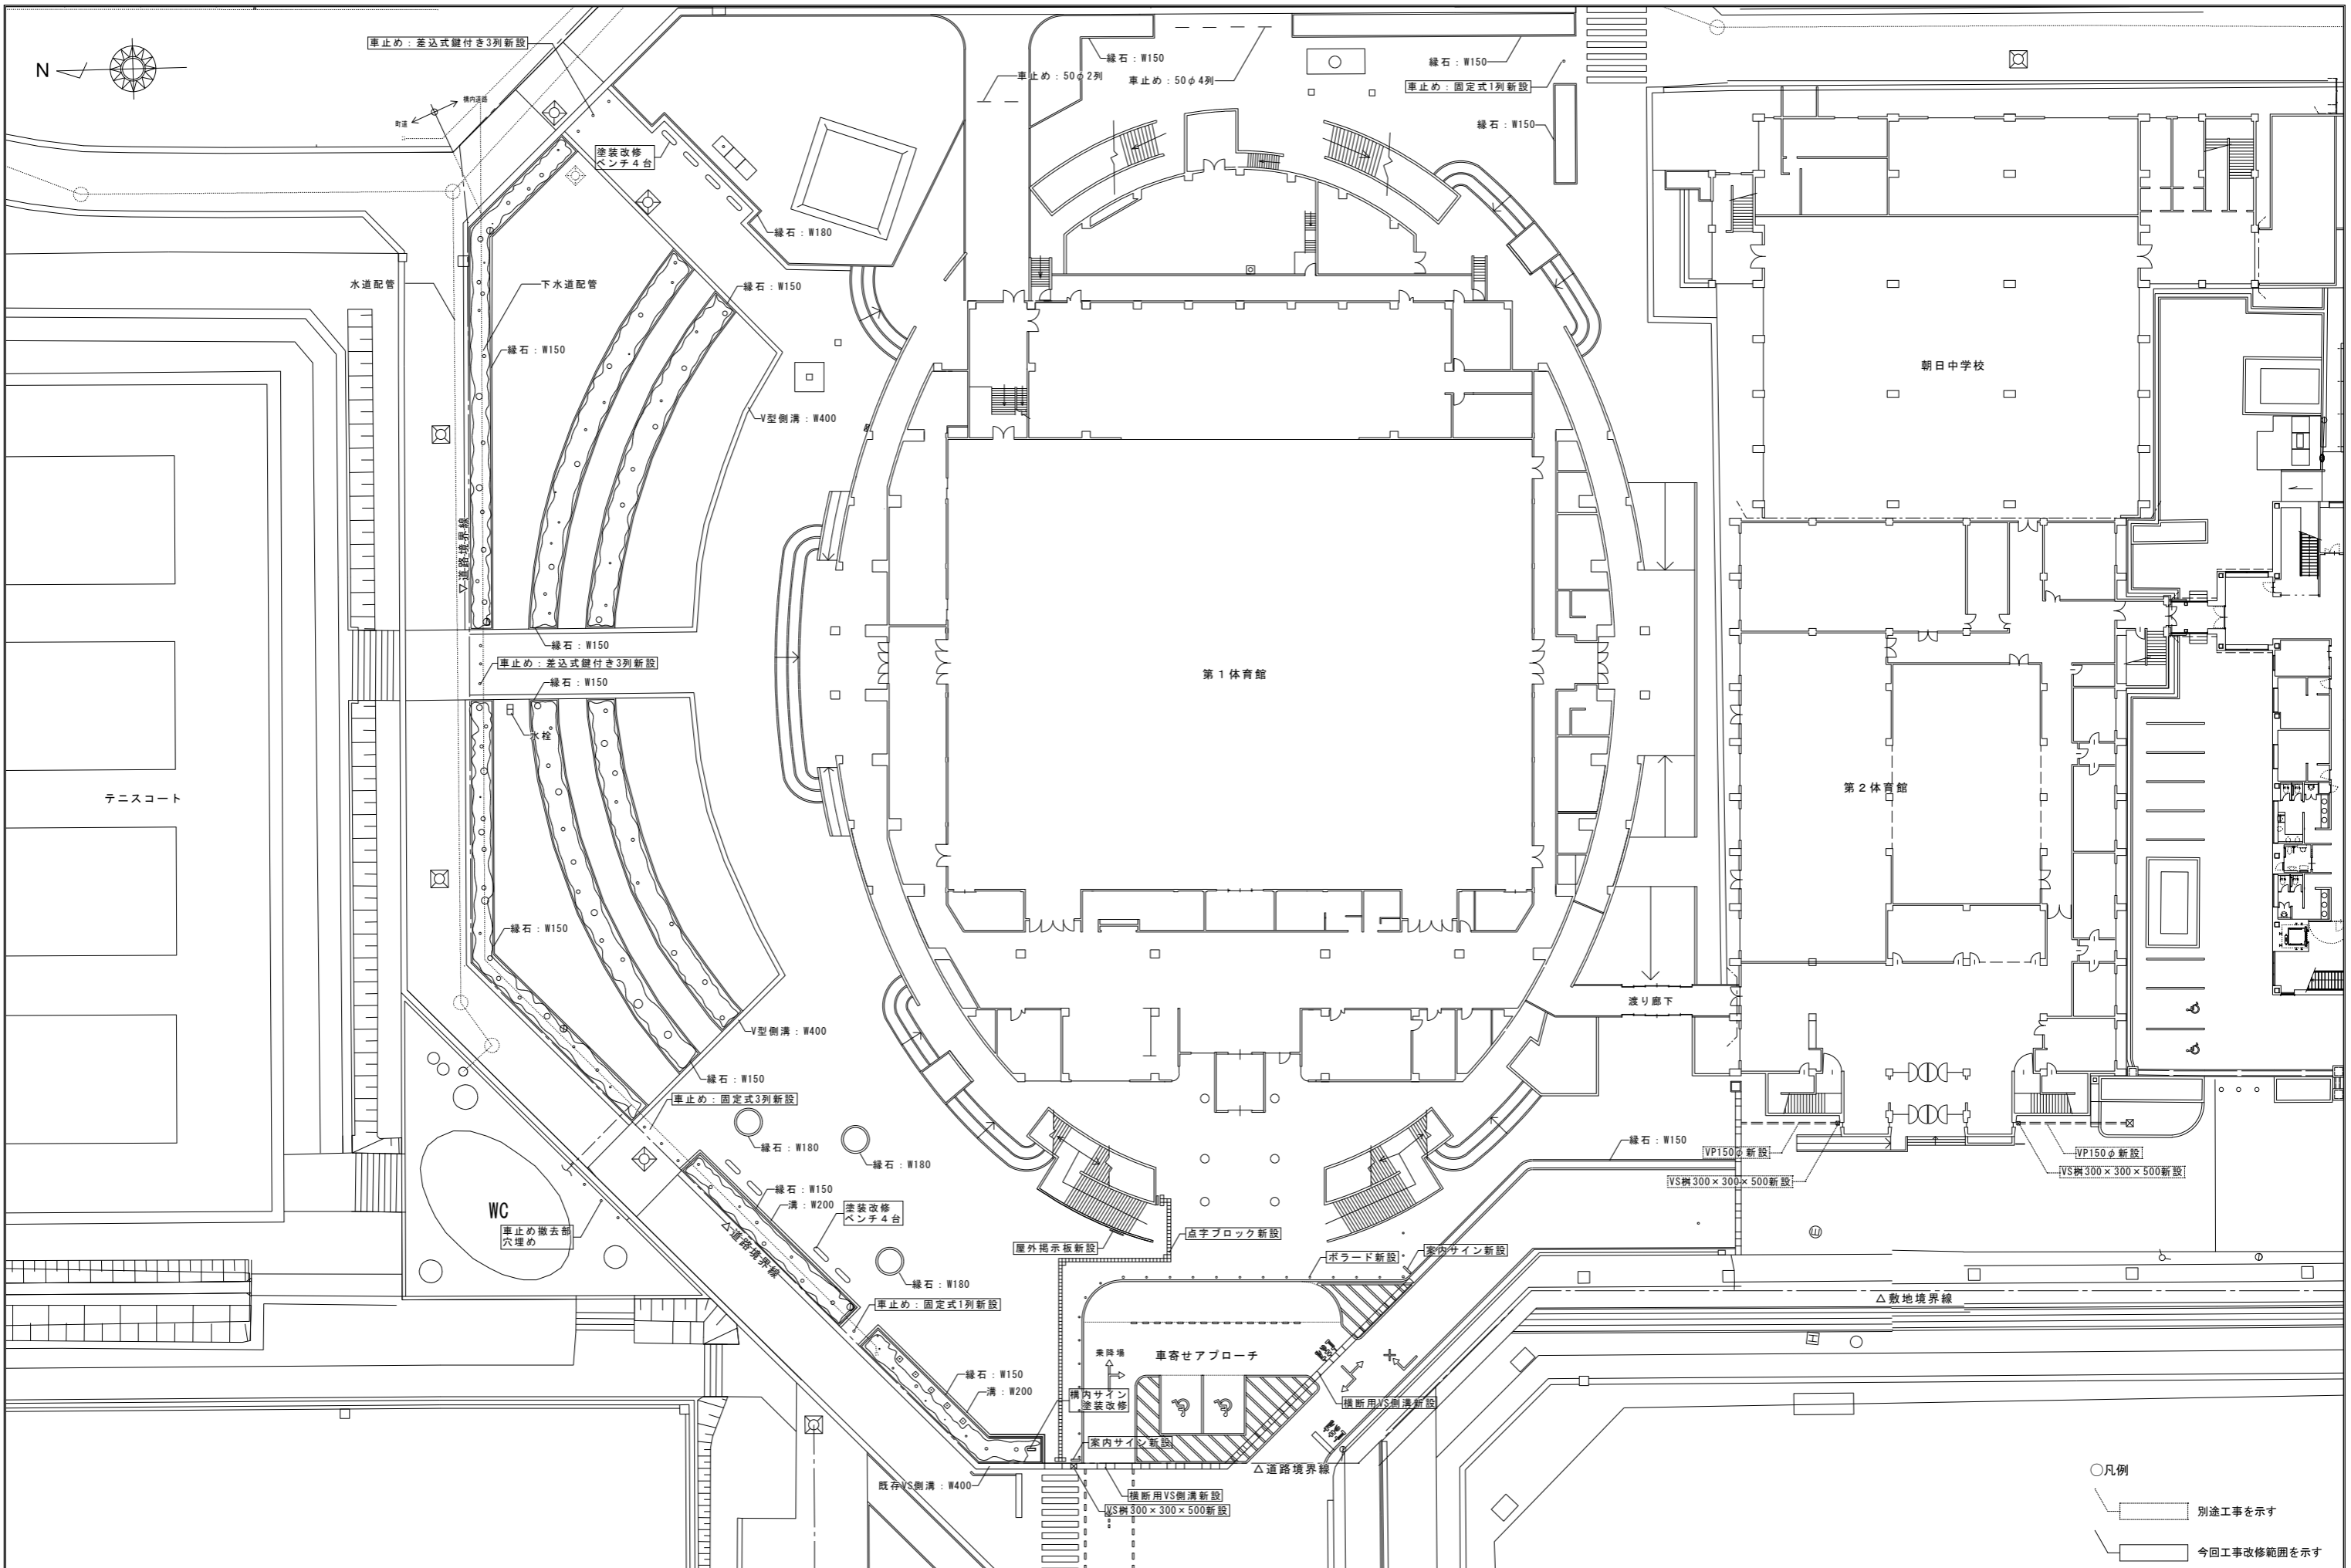 N
車止め：差込式鍵付き3列新設
構内道路
町道
塗装改修
ベンチ４台
縁石：W180
縁石：W150
車止め：50φ2列
車止め：50φ4列
縁石：W150
車止め：固定式1列新設
縁石：W150
水道配管
下水道配管
縁石：W150
縁石：W150
V型側溝：W400
朝日中学校
▽道路境界線
縁石：W150
車止め：差込式鍵付き3列新設
縁石：W150
水栓
第１体育館
第２体育館
テニスコート
縁石：W150
V型側溝：W400
渡り廊下
縁石：W150
車止め：固定式3列新設
縁石：W180
縁石：W180
縁石：W150
VP150φ新設
VP150φ新設
VS桝300×300×500新設
VS桝300×300×500新設
縁石：W150
溝：W200
塗装改修
ベンチ４台
WC
車止め撤去部
穴埋め
△道路境界線
屋外掲示板新設
点字ブロック新設
ボラード新設
案内サイン新設
縁石：W180
車止め：固定式1列新設
△敷地境界線
乗降場
車寄せアプローチ
縁石：W150
溝：W200
構内サイン
塗装改修
横断用VS側溝新設
案内サイン新設
△道路境界線
既存VS側溝：W400
横断用VS側溝新設
VS桝300×300×500新設
○凡例
別途工事を示す
今回工事改修範囲を示す